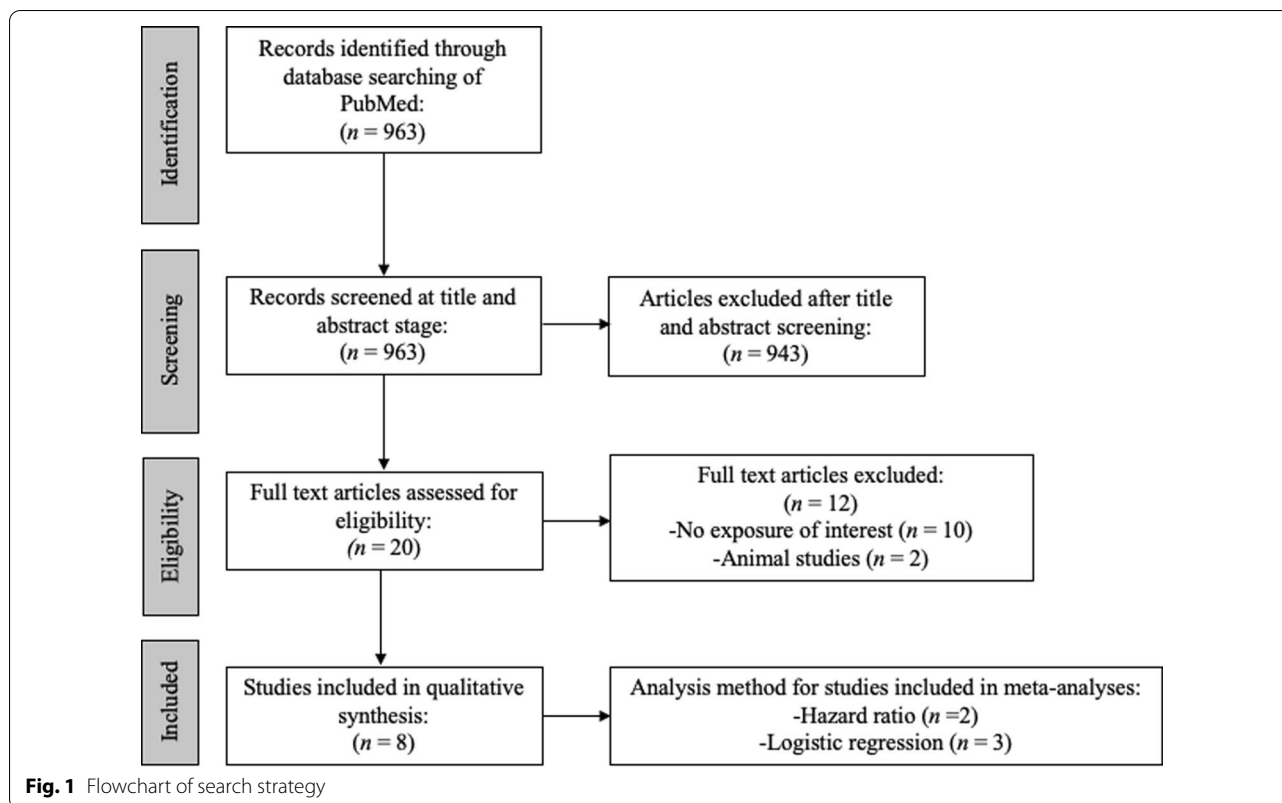 Identification
Records identified through
database searching of
PubMed:
(n = 963)
Screening
Records screened at title and
abstract stage:
(n = 963)
Articles excluded after title
and abstract screening:
(n = 943)
Eligibility
Full text articles assessed for
eligibility:
(n = 20)
Full text articles excluded:
(n = 12)
-No exposure of interest (n = 10)
-Animal studies (n = 2)
Included
Studies included in qualitative
synthesis:
(n = 8)
Analysis method for studies included in meta-analyses:
-Hazard ratio (n =2)
-Logistic regression (n = 3)
Fig. 1 Flowchart of search strategy